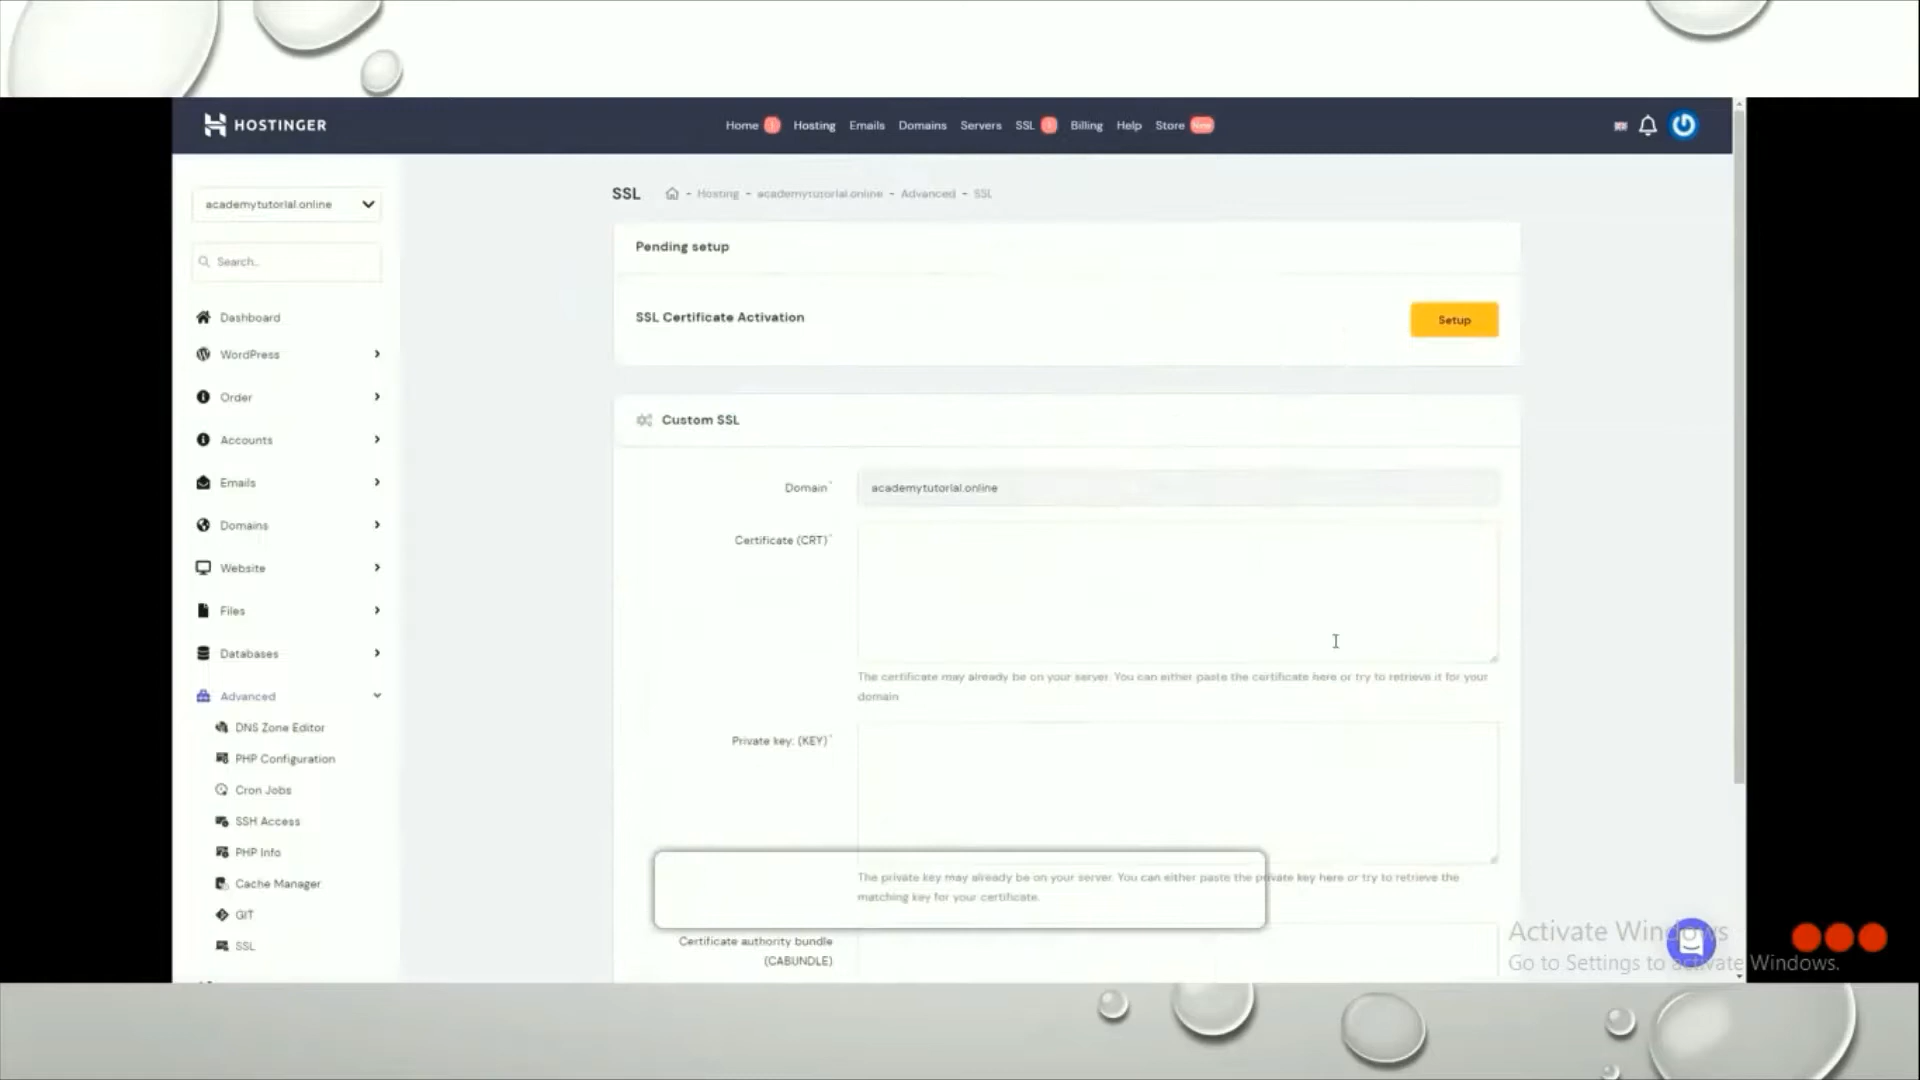 HOSTINGER
Home
Hosting
Emails
Domains
Servers
SSL
Billing
Help
Store
New
academytutorial.online
Search..
Dashboard
WordPress
Order
Accounts
Emails
Domains
Website
Files
Databases
Advanced
DNS Zone Editor
PHP Configuration
Cron Jobs
SSH Access
PHP Info
Cache Manager
GIT
SSL
SSL - Hosting - academytutorial.online - Advanced - SSL
Pending setup
SSL Certificate Activation
Setup
Custom SSL
Domain*
academytutorial.online
Certificate (CRT)*
The certificate may already be on your server. You can either paste the certificate here or try to retrieve it for your
domain
Private key: (KEY)*
The private key may already be on your server. You can either paste the private key here or try to retrieve the
matching key for your certificate.
Certificate authority bundle
(CABUNDLE)
Activate Windows
Go to Settings to activate Windows.